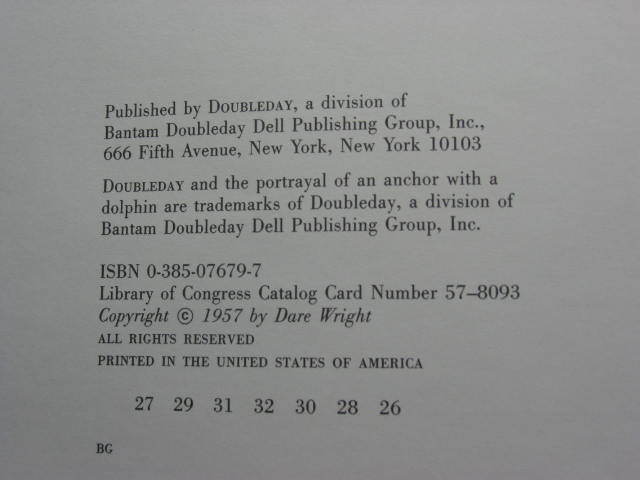 Published by DOUBLEDAY, a division of
Bantam Doubleday Dell Publishing Group, Inc.,
666 Fifth Avenue, New York, New York 10103
DOUBLEDAY and the portrayal of an anchor with a
dolphin are trademarks of Doubleday, a division of
Bantam Doubleday Dell Publishing Group, Inc.
ISBN 0-385-07679-7
Library of Congress Catalog Card Number 57–8093
Copyright © 1957 by Dare Wright
ALL RIGHTS RESERVED
PRINTED IN THE UNITED STATES OF AMERICA
27 29 31 32 30 28 26
BG